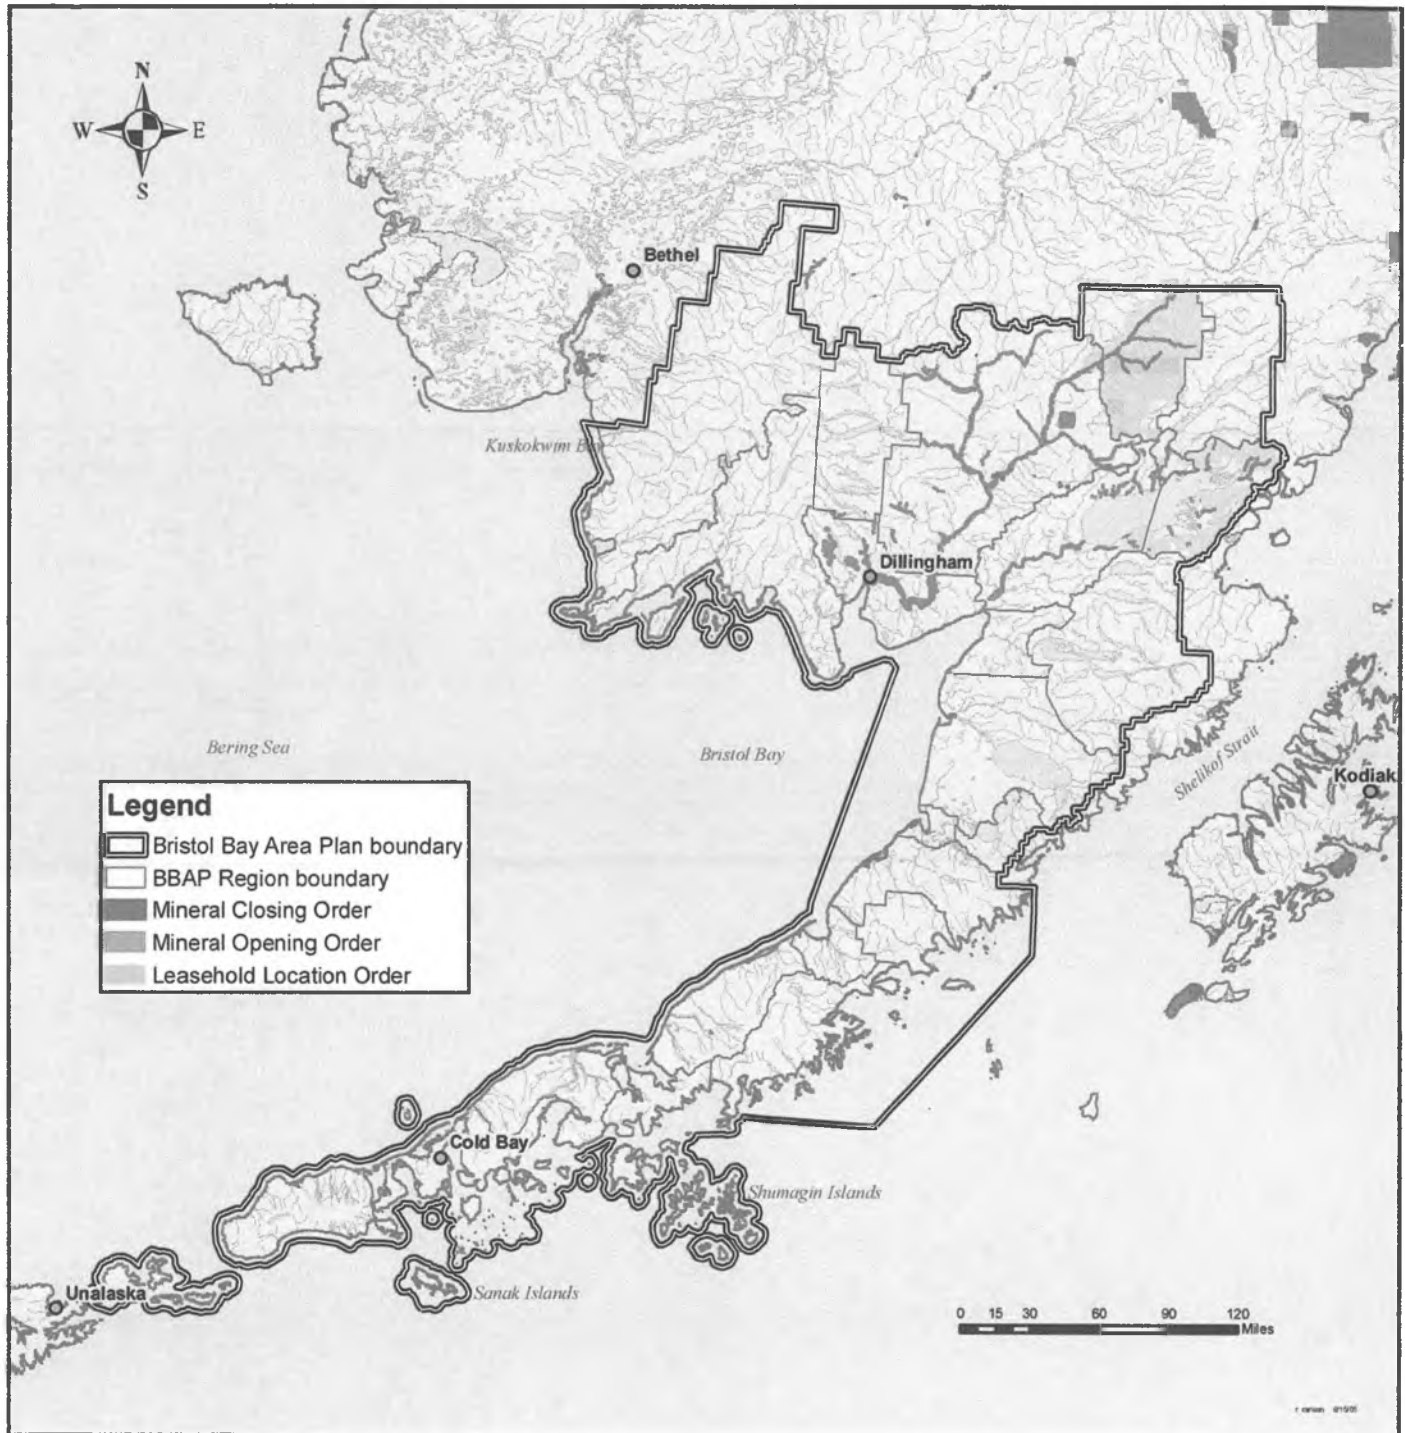 N
W E
S
Bethel
Kuskokwim Bay
Dillingham
Bering Sea
Bristol Bay
Shelikof Strait
Kodiak
Legend
Bristol Bay Area Plan boundary
BBAP Region boundary
Mineral Closing Order
Mineral Opening Order
Leasehold Location Order
Cold Bay
Shumagin Islands
Unalaska
Sanak Islands
0 15 30 60 90 120
Miles